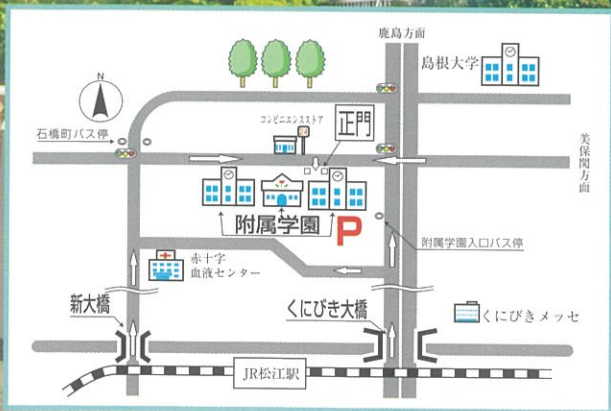 鹿島方面
島根大学
N
コンビニエンスストア
24
正門
石橋町バス停
美保関方面
附属学園
P
附属学園入口バス停
赤十字
血液センター
新大橋
くにびき大橋
くにびきメッセ
JR松江駅